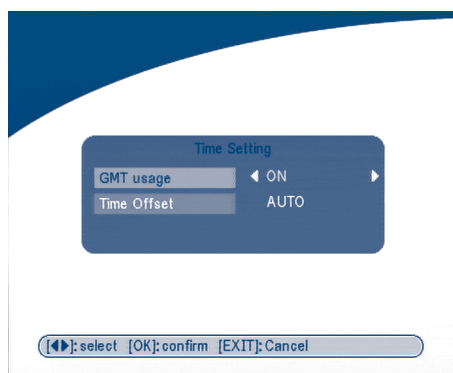 Time Setting
GMT usage ON
Time Offset AUTO
[◀▶]: select [OK]: confirm [EXIT]: Cancel